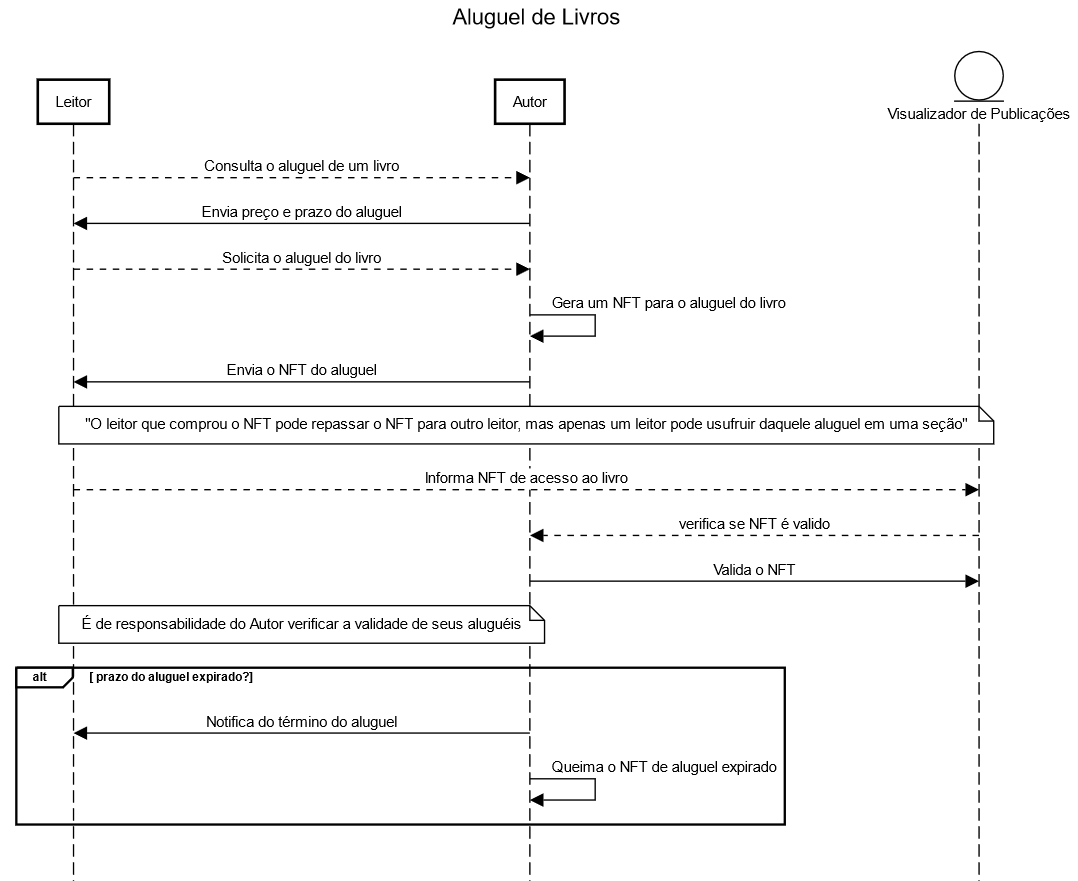 Aluguel de Livros
Leitor
Autor
Visualizador de Publicações
Consulta o aluguel de um livro
Envia preço e prazo do aluguel
Solicita o aluguel do livro
Gera um NFT para o aluguel do livro
Envia o NFT do aluguel
"O leitor que comprou o NFT pode repassar o NFT para outro leitor, mas apenas um leitor pode usufruir daquele aluguel em uma seção"
Informa NFT de acesso ao livro
verifica se NFT é valido
Valida o NFT
É de responsabilidade do Autor verificar a validade de seus aluguéis
alt [ prazo do aluguel expirado?]
Notifica do término do aluguel
Queima o NFT de aluguel expirado